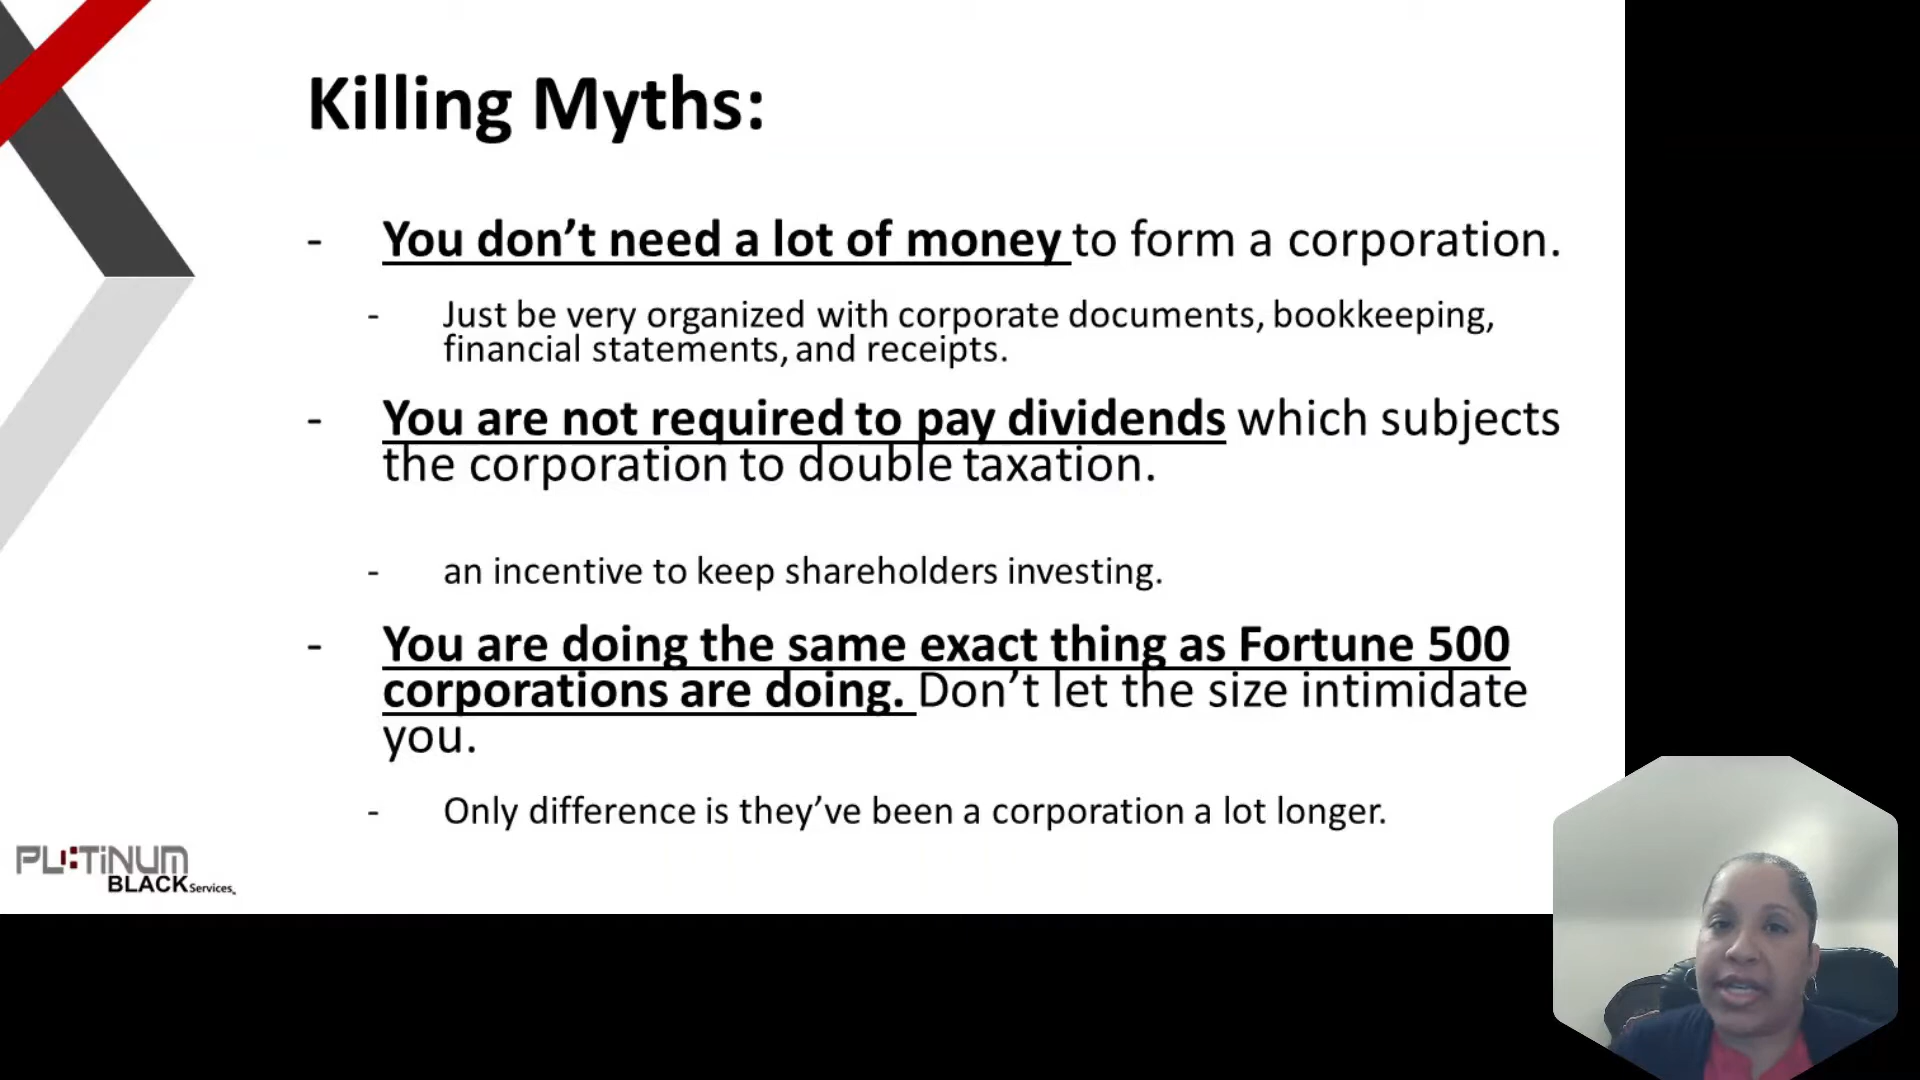 Killing Myths:
- You don’t need a lot of money to form a corporation.
- Just be very organized with corporate documents, bookkeeping,
financial statements, and receipts.
- You are not required to pay dividends which subjects
the corporation to double taxation.
- an incentive to keep shareholders investing.
- You are doing the same exact thing as Fortune 500
corporations are doing. Don’t let the size intimidate
you.
- Only difference is they’ve been a corporation a lot longer.
PLATiNUM
BLACK Services